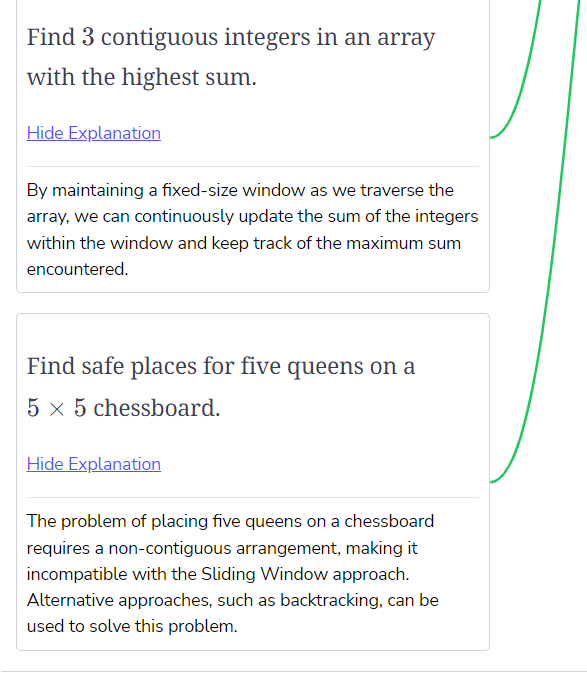 Find 3 contiguous integers in an array
with the highest sum.
Hide Explanation
By maintaining a fixed-size window as we traverse the
array, we can continuously update the sum of the integers
within the window and keep track of the maximum sum
encountered.
Find safe places for five queens on a
5 × 5 chessboard.
Hide Explanation
The problem of placing five queens on a chessboard
requires a non-contiguous arrangement, making it
incompatible with the Sliding Window approach.
Alternative approaches, such as backtracking, can be
used to solve this problem.